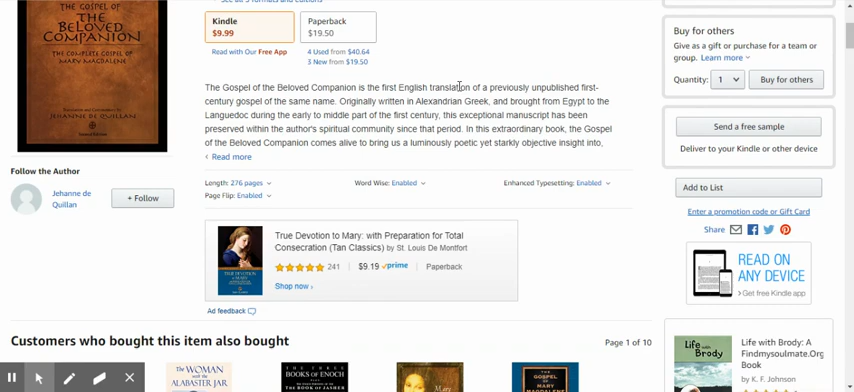 THE GOSPEL OF
THE BELOVED
COMPANION
THE COMPLETE GOSPEL OF
MARY MAGDALENE
JEHANNE DE QUILLAN
Follow the Author
Jehanne de
Quillan
+ Follow
Kindle
$9.99
Paperback
$19.50
Read with Our Free App
4 Used from $40.64
3 New from $19.50
The Gospel of the Beloved Companion is the first English translation of a previously unpublished first-
century gospel of the same name. Originally written in Alexandrian Greek, and brought from Egypt to the
Languedoc during the early to middle part of the first century, this exceptional manuscript has been
preserved within the author's spiritual community since that period. In this extraordinary book, the Gospel
of the Beloved Companion comes alive to bring us a luminously poetic yet starkly objective insight into,
Read more
Length: 276 pages
Word Wise: Enabled
Enhanced Typesetting: Enabled
Page Flip: Enabled
TRUE DEVOTION
TO MARY
True Devotion to Mary: with Preparation for Total
Consecration (Tan Classics) by St. Louis De Montfort
241
$9.19 prime
Paperback
Shop now
Ad feedback
Buy for others
Give as a gift or purchase for a team or
group. Learn more
Quantity: 1
Buy for others
Send a free sample
Deliver to your Kindle or other device
Add to List
Enter a promotion code or Gift Card
Share
READ ON
ANY DEVICE
Get free Kindle app
Life with
Brody
Life with Brody: A
Findmysoulmate.Org
Book
by K. F. Johnson
Customers who bought this item also bought
Page 1 of 10
The WOMAN
with the
ALABASTER JAR
THE THREE
BOOKS OF ENOCH
THE BOOK OF JASHER
THE
GOSPEL
OF
MARY MAGDALENE